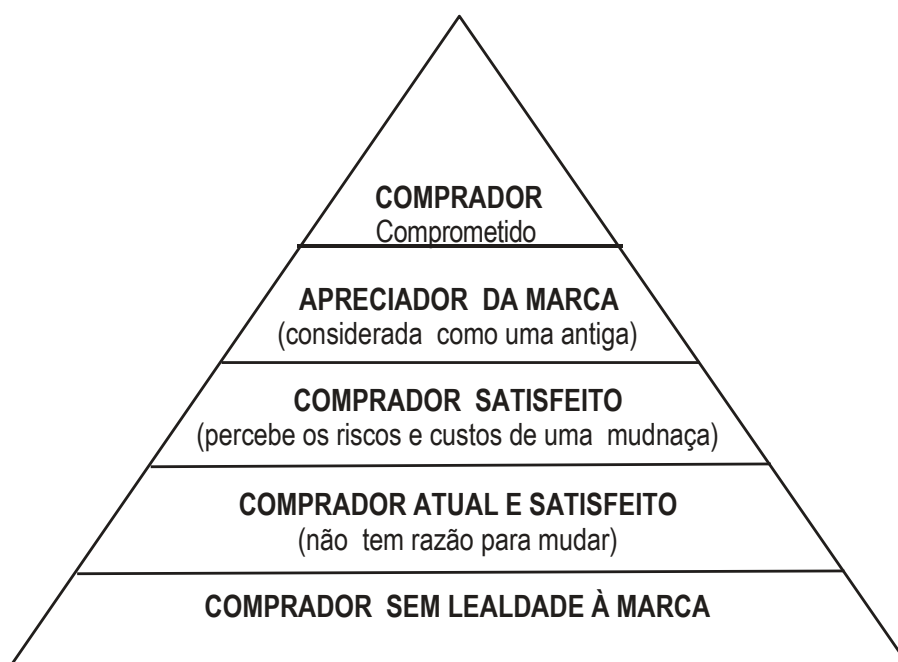 COMPRADOR
Comprometido
APRECIADOR DA MARCA
(considerada como uma antiga)
COMPRADOR SATISFEITO
(percebe os riscos e custos de uma mudnaça)
COMPRADOR ATUAL E SATISFEITO
(não tem razão para mudar)
COMPRADOR SEM LEALDADE À MARCA